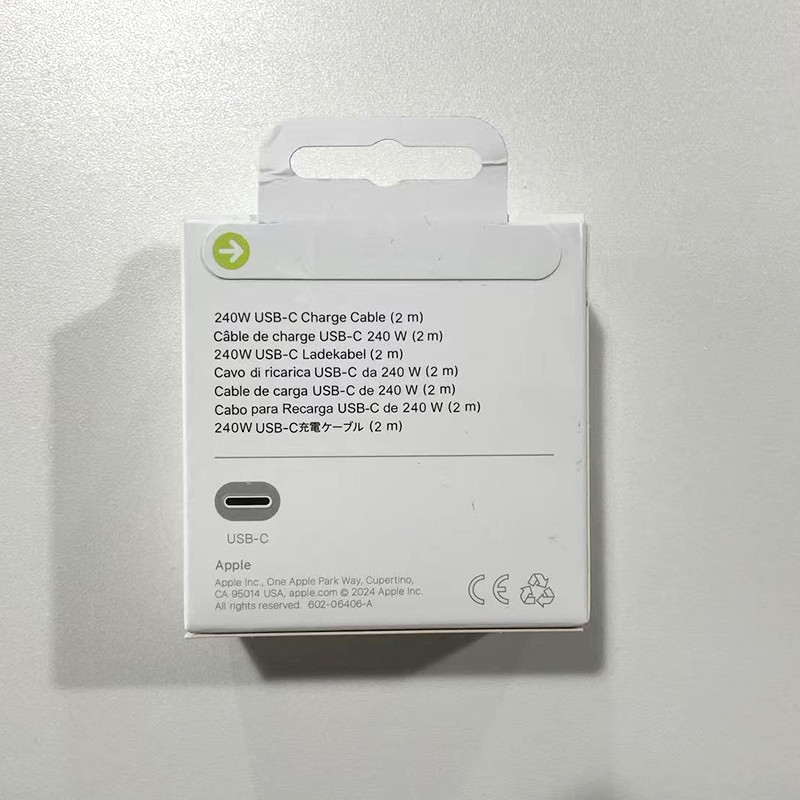 240W USB-C Charge Cable (2 m)
Câble de charge USB-C 240 W (2 m)
240W USB-C Ladekabel (2 m)
Cavo di ricarica USB-C da 240 W (2 m)
Cable de carga USB-C de 240 W (2 m)
Cabo para Recarga USB-C de 240 W (2 m)
240W USB-C充電ケーブル (2 m)
USB-C
Apple
Apple Inc., One Apple Park Way, Cupertino,
CA 95014 USA, apple.com © 2024 Apple Inc.
All rights reserved. 602-06406-A
CE